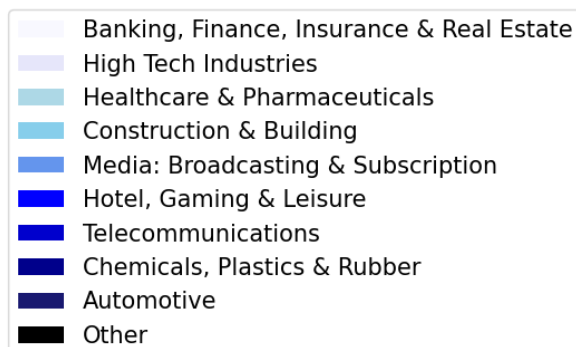 Banking, Finance, Insurance & Real Estate
High Tech Industries
Healthcare & Pharmaceuticals
Construction & Building
Media: Broadcasting & Subscription
Hotel, Gaming & Leisure
Telecommunications
Chemicals, Plastics & Rubber
Automotive
Other